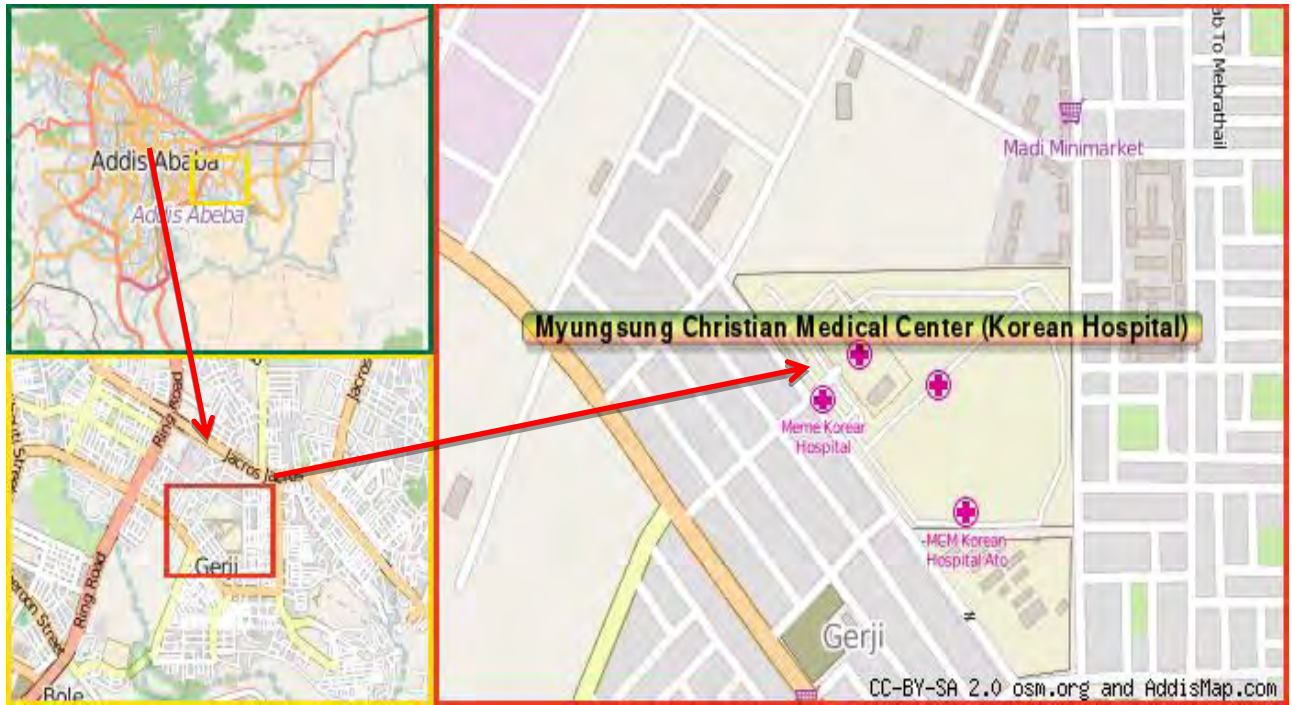 Addis Ababa
Addis Abeba
Ring Road
Jacros Jacros
Gerji
Ring Road
Street
Bole
ab To Mebrathail
Madi Minimarket
Myungsung Christian Medical Center (Korean Hospital)
Meme Korear
Hospital
-MCM Korean
Hospital Ato
Gerji
CC-BY-SA 2.0 osm.org and AddisMap.com